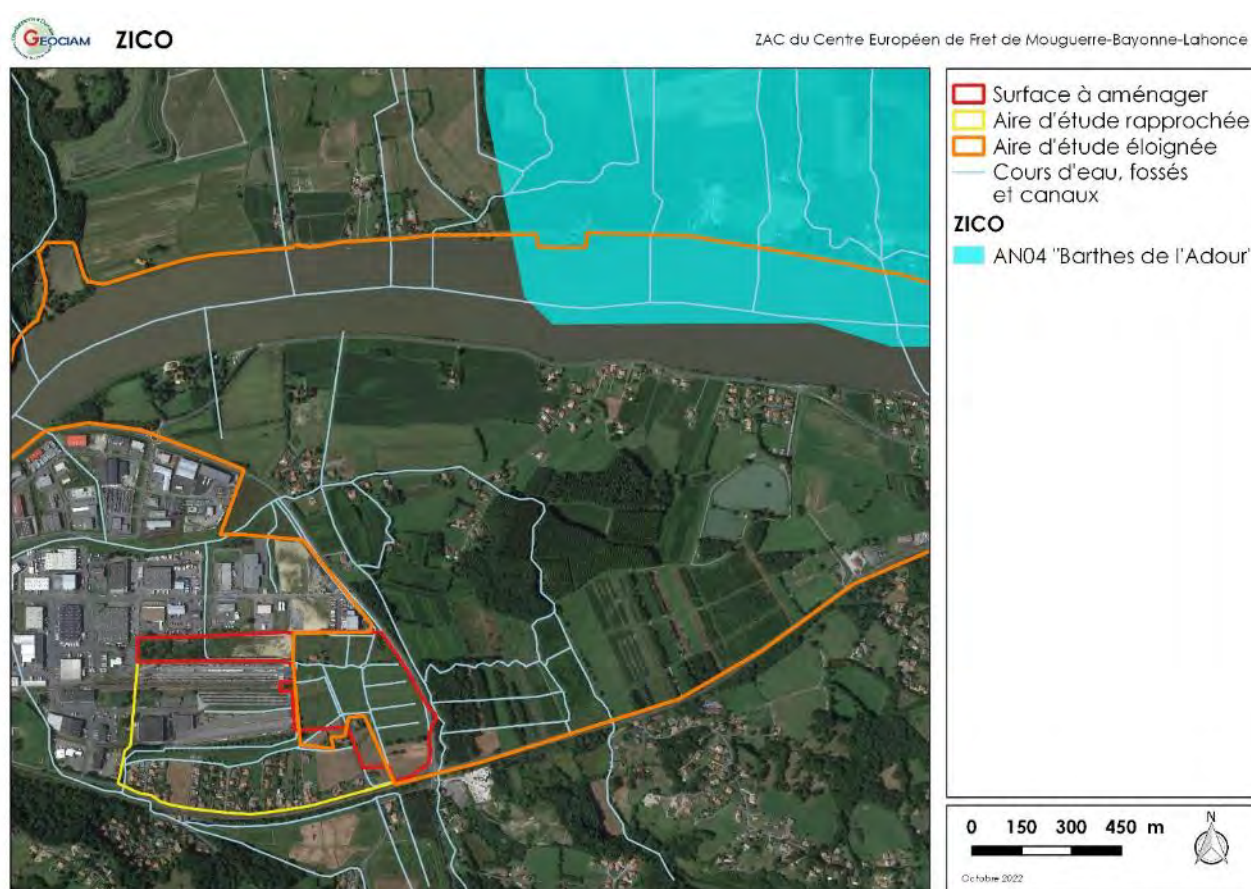 GEOCIAM
ZICO
ZAC du Centre Européen de Fret de Mouguerre-Bayonne-Lahonce
Surface à aménager
Aire d'étude rapprochée
Aire d'étude éloignée
Cours d'eau, fossés
et canaux
ZICO
AN04 "Barthes de l'Adour"
0 150 300 450 m
N
Octobre 2022